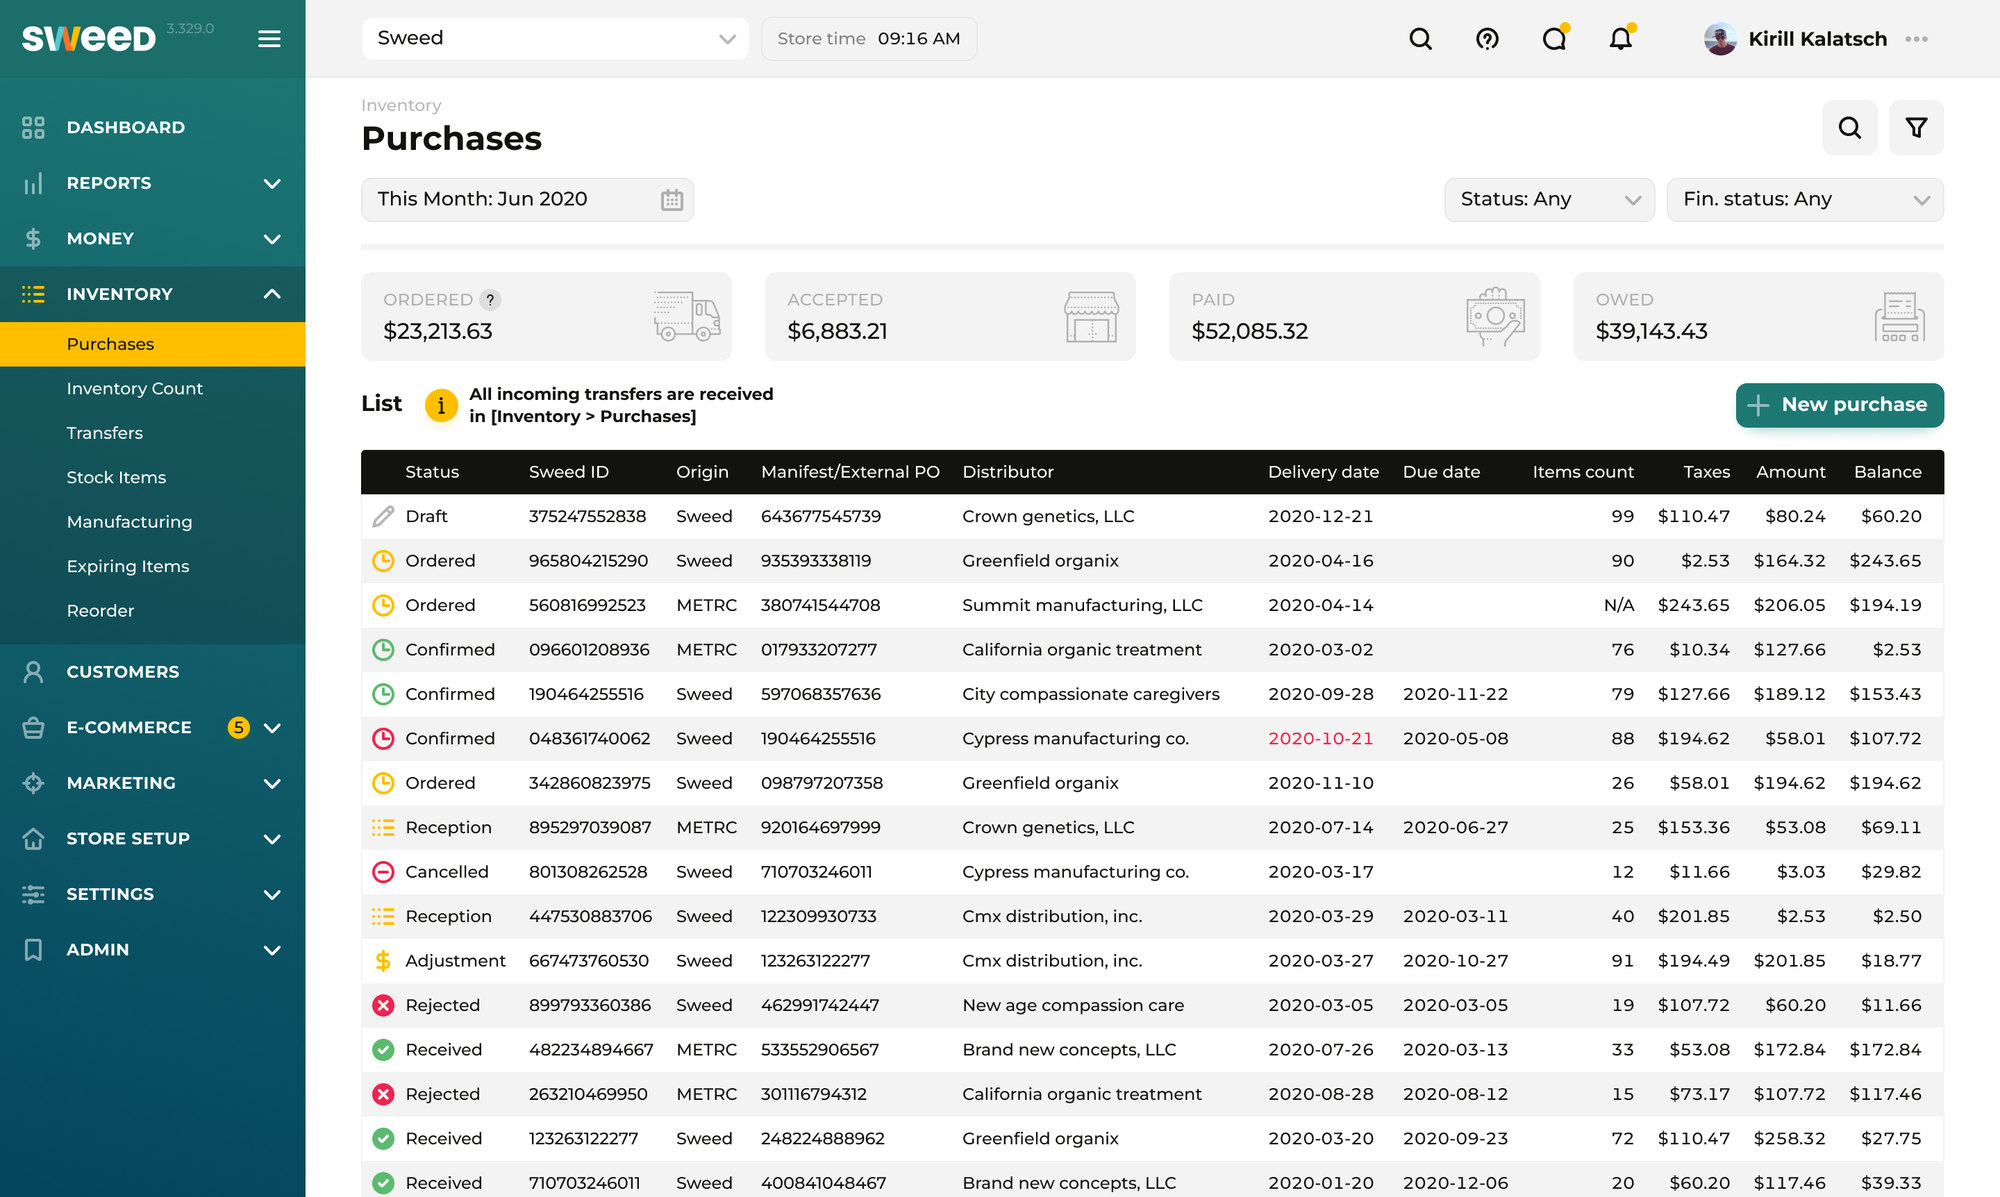 SWEED 3.329.0
Sweed
Store time 09:16 AM
Kirill Kalatsch
DASHBOARD
REPORTS
MONEY
INVENTORY
Purchases
Inventory Count
Transfers
Stock Items
Manufacturing
Expiring Items
Reorder
CUSTOMERS
E-COMMERCE 5
MARKETING
STORE SETUP
SETTINGS
ADMIN
Inventory
Purchases
This Month: Jun 2020
Status: Any
Fin. status: Any
ORDERED ?
$23,213.63
ACCEPTED
$6,883.21
PAID
$52,085.32
OWED
$39,143.43
List
i
All incoming transfers are received
in [Inventory > Purchases]
New purchase
Status Sweed ID Origin Manifest/External PO Distributor Delivery date Due date Items count Taxes Amount Balance
Draft 375247552838 Sweed 643677545739 Crown genetics, LLC 2020-12-21 99 $110.47 $80.24 $60.20
Ordered 965804215290 Sweed 935393338119 Greenfield organix 2020-04-16 90 $2.53 $164.32 $243.65
Ordered 560816992523 METRC 380741544708 Summit manufacturing, LLC 2020-04-14 N/A $243.65 $206.05 $194.19
Confirmed 096601208936 METRC 017933207277 California organic treatment 2020-03-02 76 $10.34 $127.66 $2.53
Confirmed 190464255516 Sweed 597068357636 City compassionate caregivers 2020-09-28 2020-11-22 79 $127.66 $189.12 $153.43
Confirmed 048361740062 Sweed 190464255516 Cypress manufacturing co. 2020-10-21 2020-05-08 88 $194.62 $58.01 $107.72
Ordered 342860823975 Sweed 098797207358 Greenfield organix 2020-11-10 26 $58.01 $194.62 $194.62
Reception 895297039087 METRC 920164697999 Crown genetics, LLC 2020-07-14 2020-06-27 25 $153.36 $53.08 $69.11
Cancelled 801308262528 Sweed 710703246011 Cypress manufacturing co. 2020-03-17 12 $11.66 $3.03 $29.82
Reception 447530883706 Sweed 122309930733 Cmx distribution, inc. 2020-03-29 2020-03-11 40 $201.85 $2.53 $2.50
Adjustment 667473760530 Sweed 123263122277 Cmx distribution, inc. 2020-03-27 2020-10-27 91 $194.49 $201.85 $18.77
Rejected 899793360386 Sweed 462991742447 New age compassion care 2020-03-05 2020-03-05 19 $107.72 $60.20 $11.66
Received 482234894667 METRC 533552906567 Brand new concepts, LLC 2020-07-26 2020-03-13 33 $53.08 $172.84 $172.84
Rejected 263210469950 METRC 301116794312 California organic treatment 2020-08-28 2020-08-12 15 $73.17 $107.72 $117.46
Received 123263122277 Sweed 248224888962 Greenfield organix 2020-03-20 2020-09-23 72 $110.47 $258.32 $27.75
Received 710703246011 Sweed 400841048467 Brand new concepts, LLC 2020-01-20 2020-12-06 20 $60.20 $117.46 $39.33